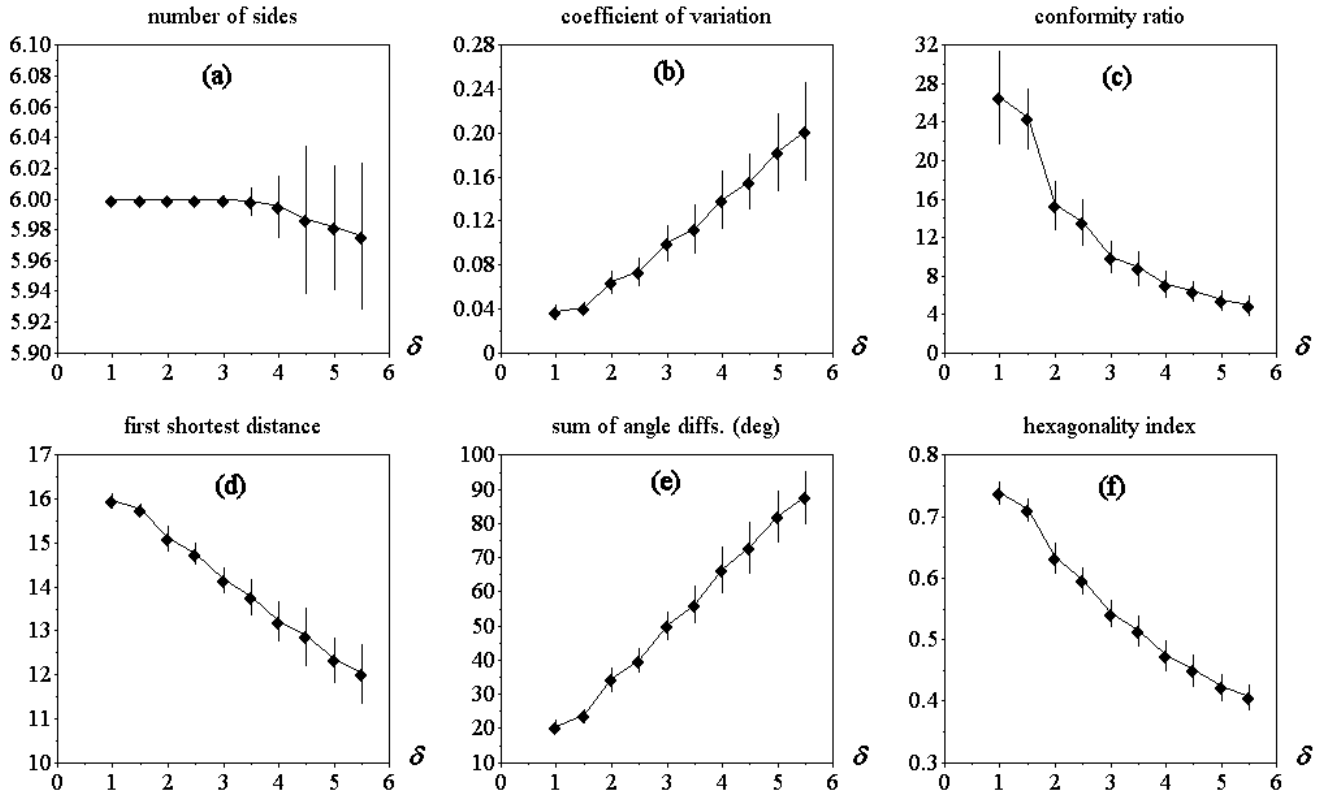 number of sides
(a)
6.10
6.08
6.06
6.04
6.02
6.00
5.98
5.96
5.94
5.92
5.90
0 1 2 3 4 5 6
δ
coefficient of variation
(b)
0.28
0.24
0.20
0.16
0.12
0.08
0.04
0
0 1 2 3 4 5 6
δ
conformity ratio
(c)
32
28
24
20
16
12
8
4
0
0 1 2 3 4 5 6
δ
first shortest distance
(d)
17
16
15
14
13
12
11
10
0 1 2 3 4 5 6
δ
sum of angle diffs. (deg)
(e)
100
90
80
70
60
50
40
30
20
10
0 1 2 3 4 5 6
δ
hexagonality index
(f)
0.8
0.7
0.6
0.5
0.4
0.3
0 1 2 3 4 5 6
δ